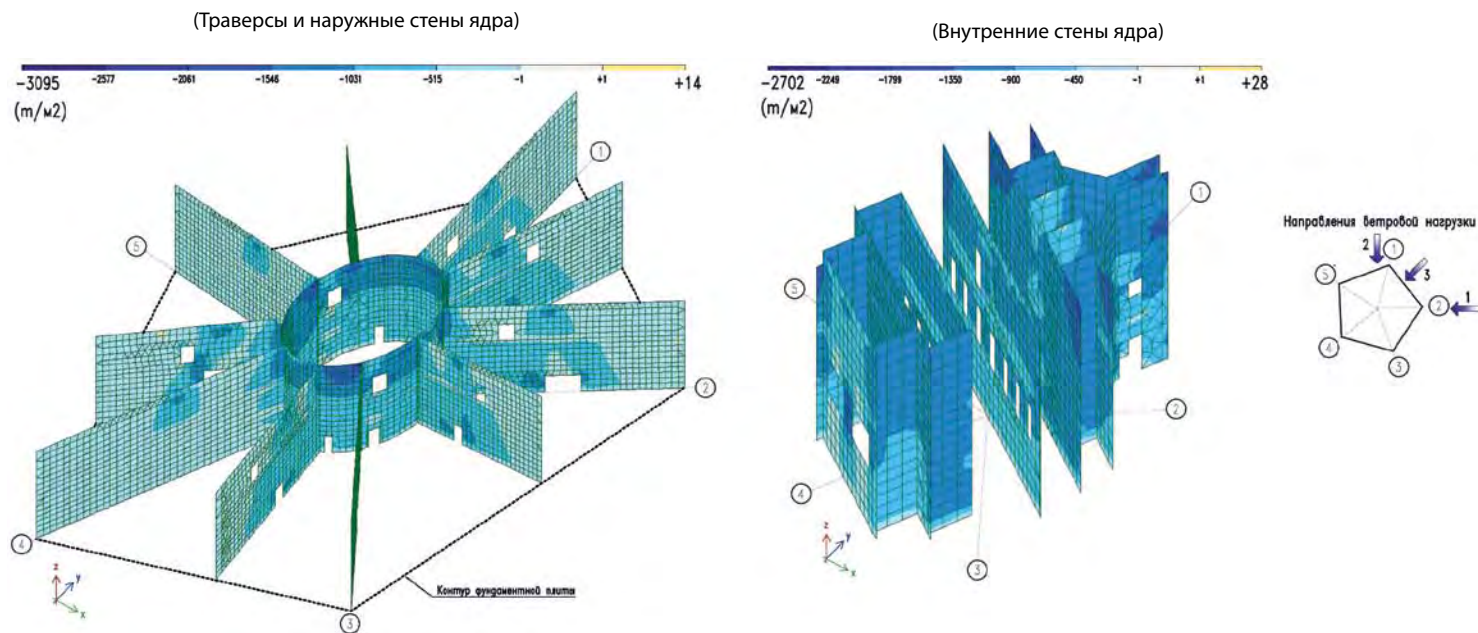 (Траверсы и наружные стены ядра)
-3095 -2577 -2061 -1546 -1031 -515 -1 +1 +14
(т/м2)
1
5
2
4
3
z y x
Контур фундаментной плиты
(Внутренние стены ядра)
-2702 -2249 -1799 -1350 -900 -450 -1 +1 +28
(т/м2)
1
5
2
4
3
z y x
Направления ветровой нагрузки
2 1
5 3
2 1
4
3